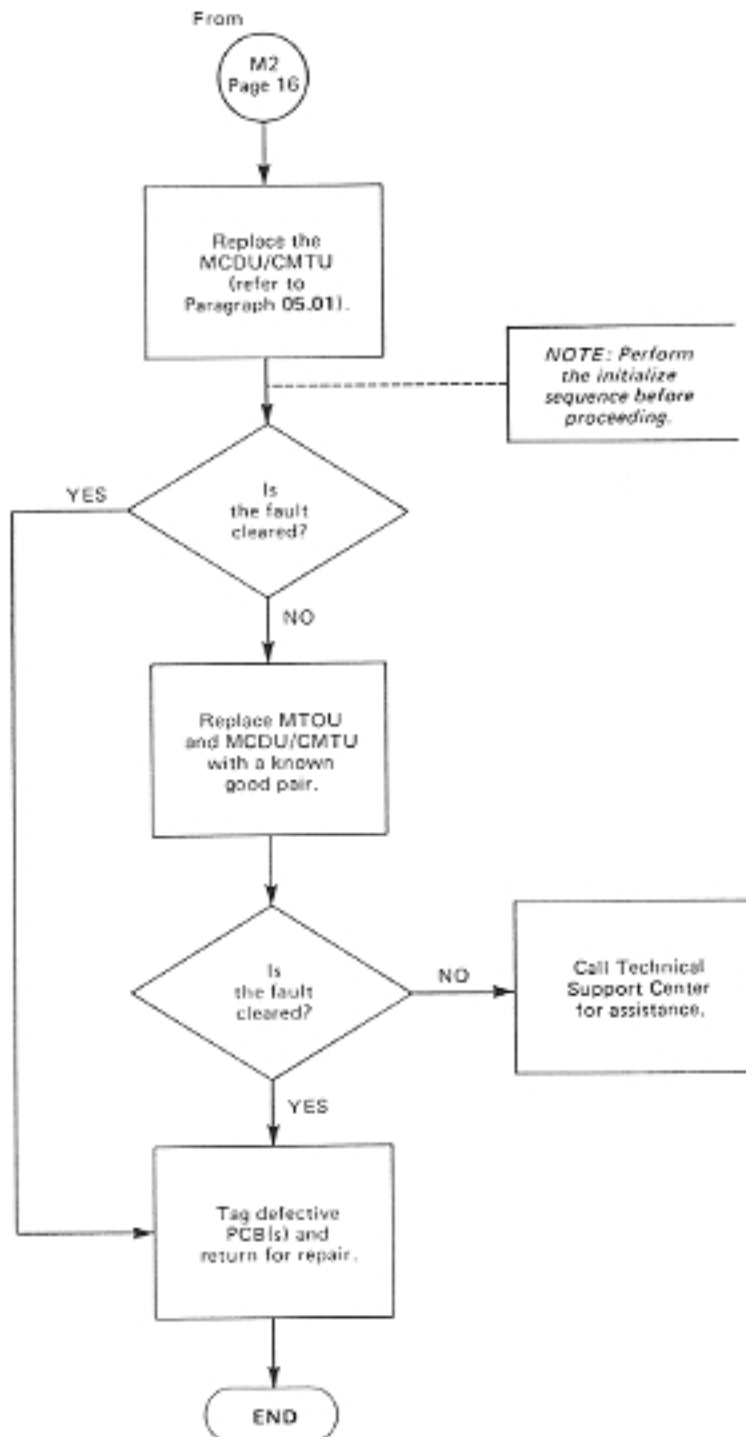 From
M2
Page 16
Replace the
MCDU/CMTU
(refer to
Paragraph 05.01).
NOTE: Perform
the initialize
sequence before
proceeding.
YES
Is
the fault
cleared?
NO
Replace MTOU
and MCDU/CMTU
with a known
good pair.
Is
the fault
cleared?
NO
Call Technical
Support Center
for assistance.
YES
Tag defective
PCB(s) and
return for repair.
END